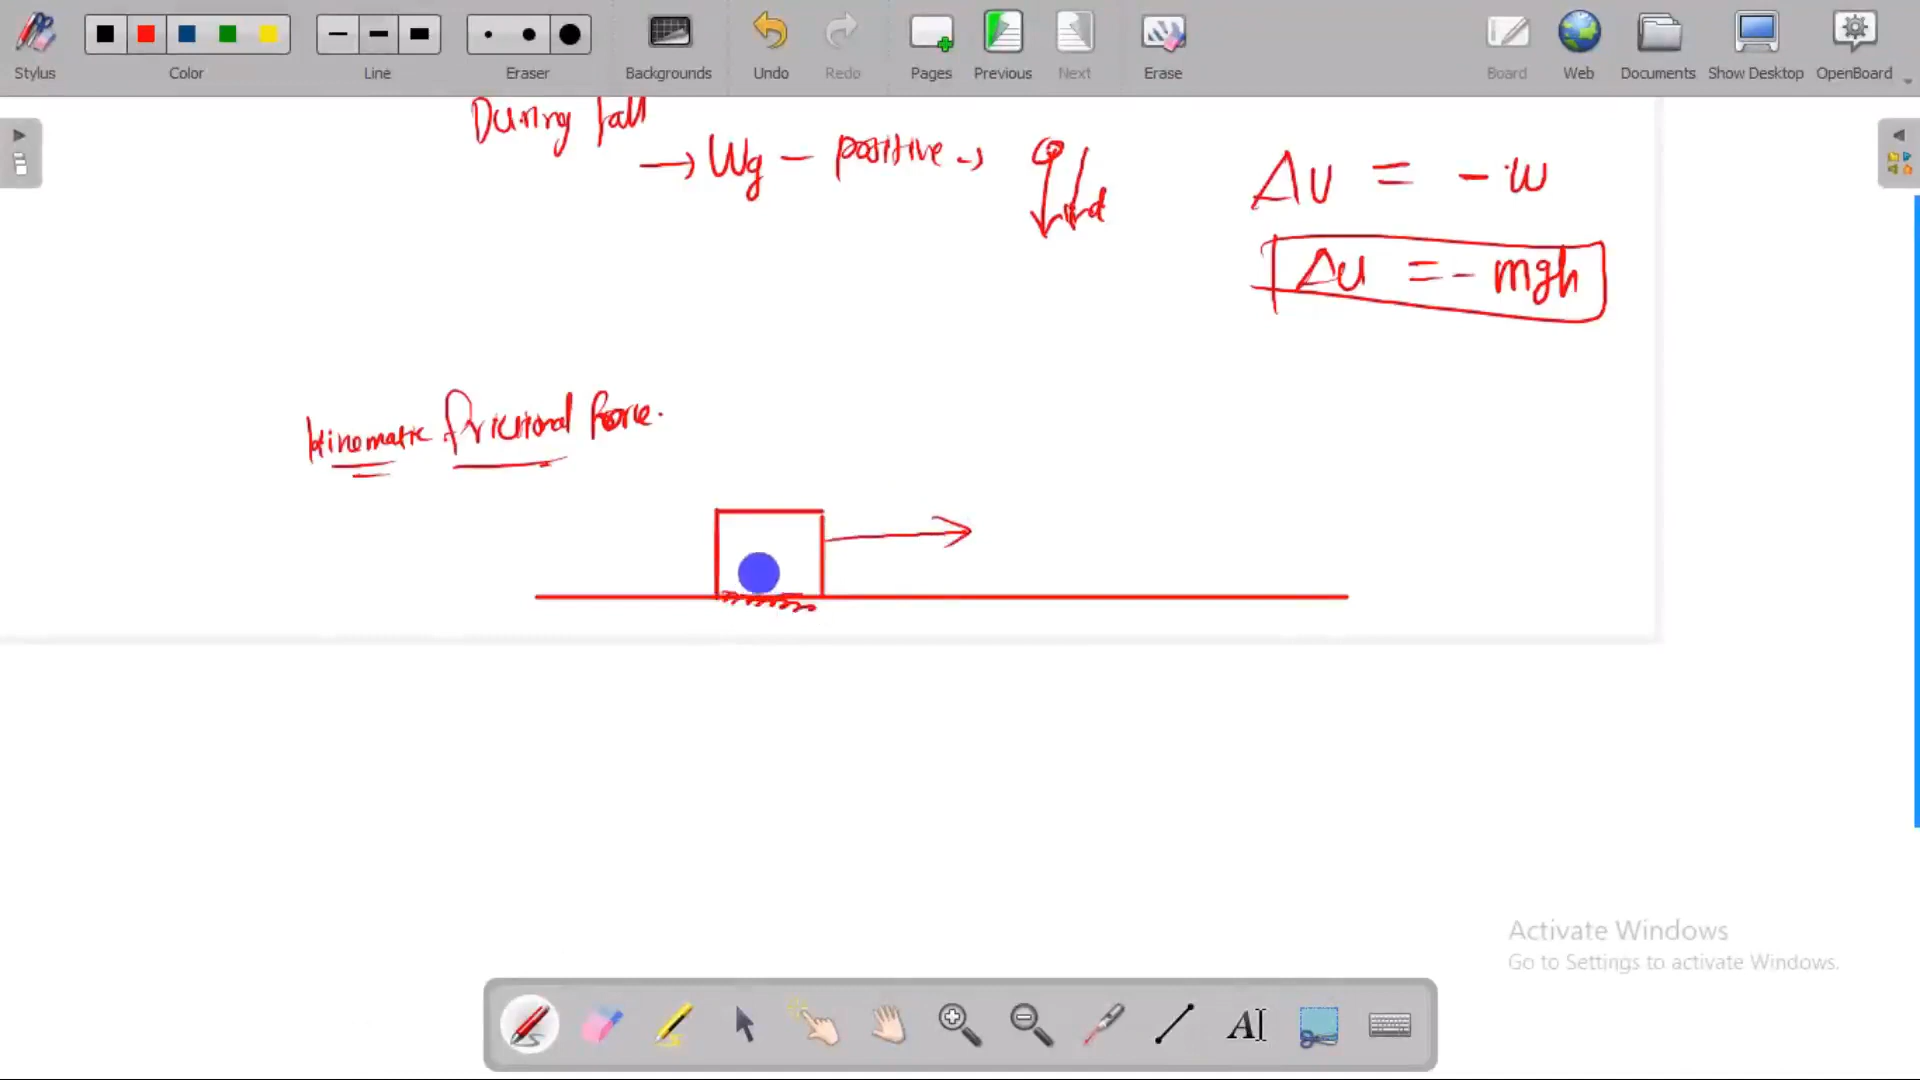 Stylus
Color
Line
Eraser
Backgrounds
Undo
Redo
Pages
Previous
Next
Erase
Board
Web
Documents
Show Desktop
OpenBoard
During fall
→ Wg – positive →
d
ΔU = - W
ΔU = - mgh
kinematic frictional force.
Activate Windows
Go to Settings to activate Windows.
AI